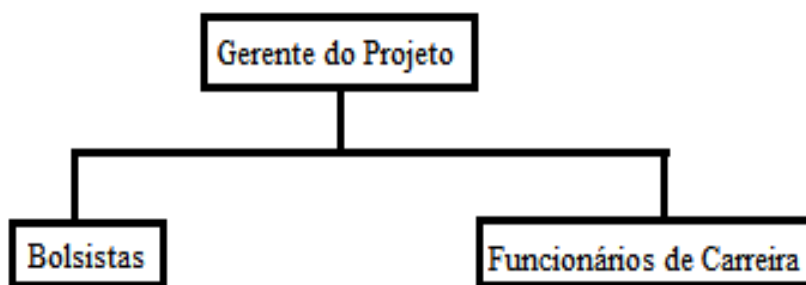 Gerente do Projeto
Bolsistas
Funcionários de Carreira